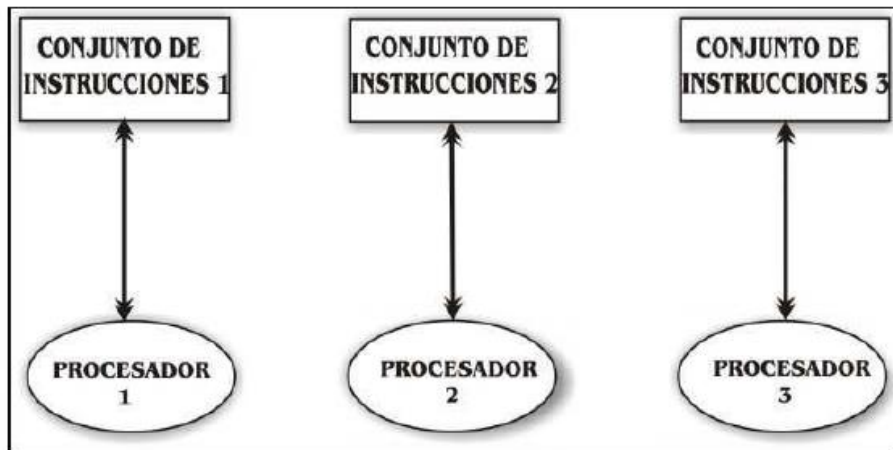 CONJUNTO DE
INSTRUCCIONES 1
CONJUNTO DE
INSTRUCCIONES 2
CONJUNTO DE
INSTRUCCIONES 3
PROCESADOR
1
PROCESADOR
2
PROCESADOR
3